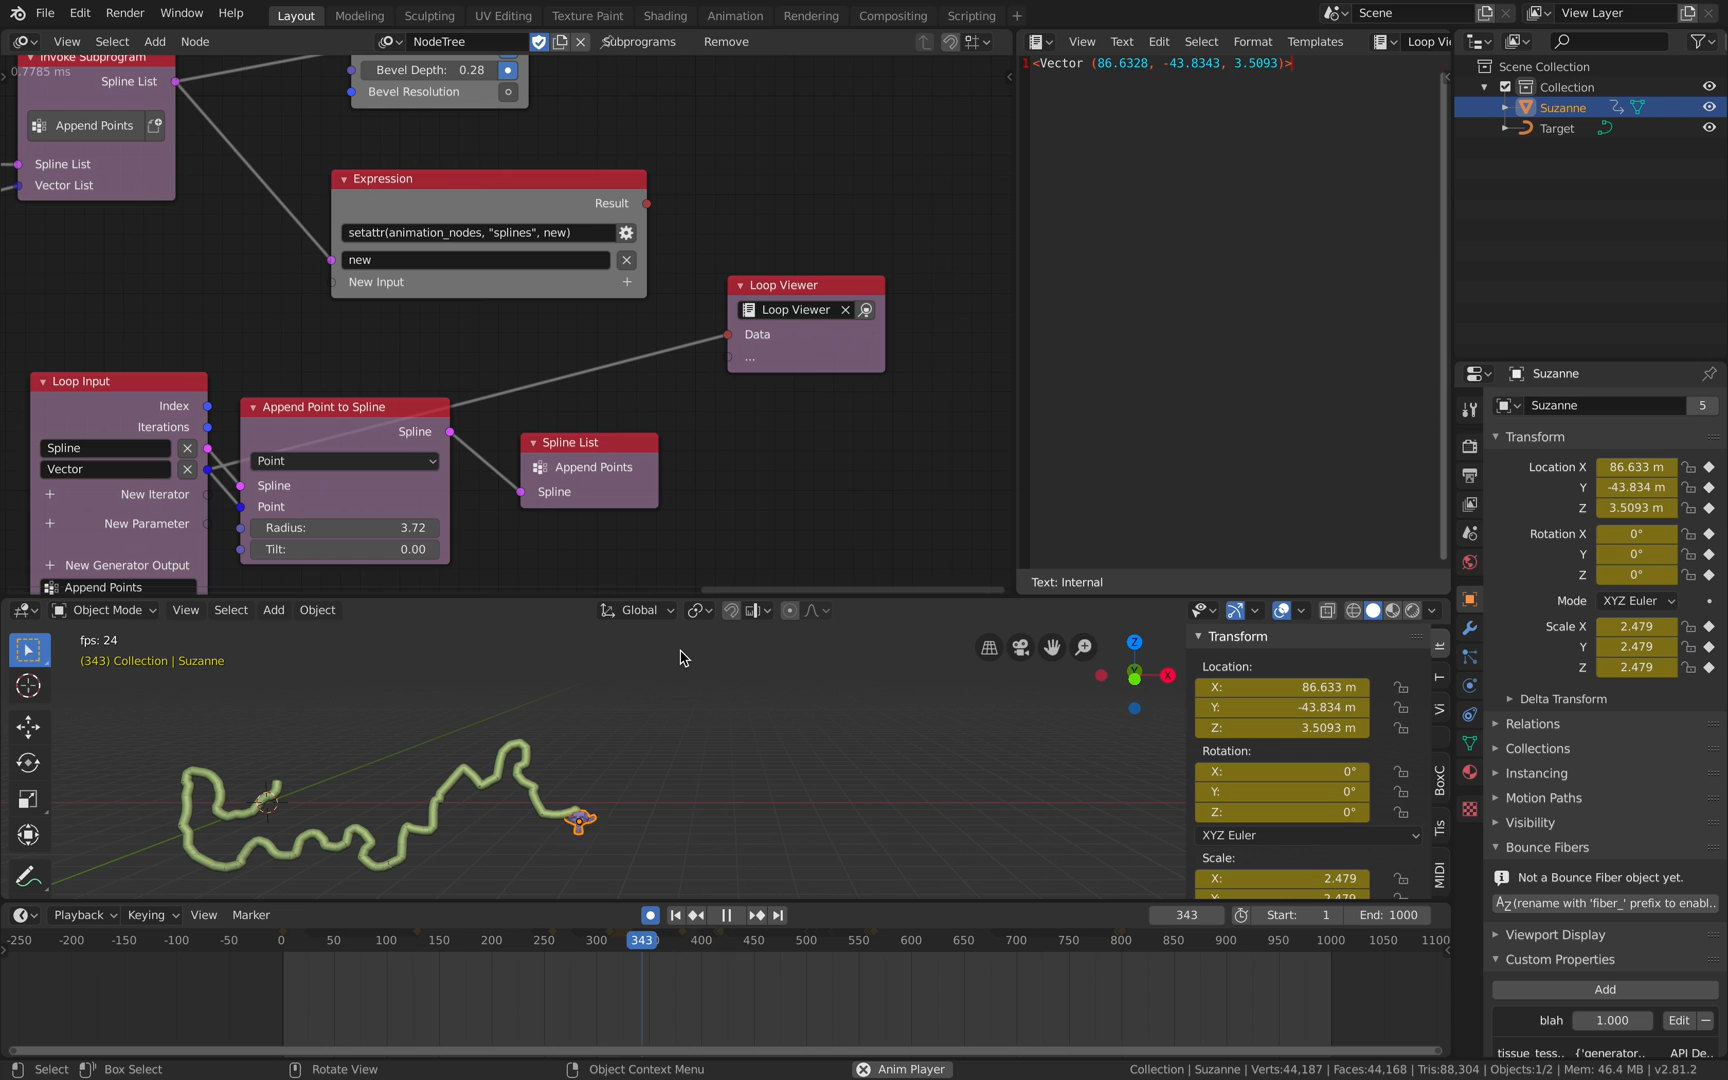 File Edit Render Window Help Layout Modeling Sculpting UV Editing Texture Paint Shading Animation Compositing Scripting Scene View Layer
View Select Add Node NodeTree Subprograms Remove
View Text Edit Select Format Templates Loop Vi
Invoke Subprogram
0.7785 ms
Spline List
Append Points
Spline List
Vector List
Bevel Depth: 0.28
Bevel Resolution
Expression
Result
setattr(animation_nodes, "splines", new)
new
New Input
Loop Viewer
Loop Viewer
Data
...
Loop Input
Index
Iterations
Spline
Vector
New Iterator
New Parameter
New Generator Output
Append Points
Append Point to Spline
Spline
Point
Spline
Point
Radius: 3.72
Tilt: 0.00
Spline List
Append Points
Spline
1 <Vector (86.6328, -43.8343, 3.5093)>
Text: Internal
Scene Collection
Collection
Suzanne
Target
Suzanne
Suzanne 5
Transform
Location X 86.633 m
Y -43.834 m
Z 3.5093 m
Rotation X 0°
Y 0°
Z 0°
Mode XYZ Euler
Scale X 2.479
Y 2.479
Z 2.479
Delta Transform
Relations
Collections
Instancing
Motion Paths
Visibility
Bounce Fibers
Not a Bounce Fiber object yet.
(rename with 'fiber_' prefix to enabl..
Viewport Display
Custom Properties
Add
blah 1.000 Edit
tissue_tess.. {'generator.. API De..
Object Mode View Select Add Object Global
fps: 24
(343) Collection | Suzanne
Z
Y
X
Transform
Location:
X: 86.633 m
Y: -43.834 m
Z: 3.5093 m
Rotation:
X: 0°
Y: 0°
Z: 0°
XYZ Euler
Scale:
X: 2.479
It
T
Vi
BoxC
Tis
MIDI
Playback Keying View Marker 343 Start: 1 End: 1000
-250 -200 -150 -100 -50 0 50 100 150 200 250 300 343 400 450 500 550 600 650 700 750 800 850 900 950 1000 1050 1100
Select Box Select Rotate View Object Context Menu Anim Player Collection | Suzanne | Verts:44,187 | Faces:44,168 | Tris:88,304 | Objects:1/2 | Mem: 46.4 MB | v2.81.2